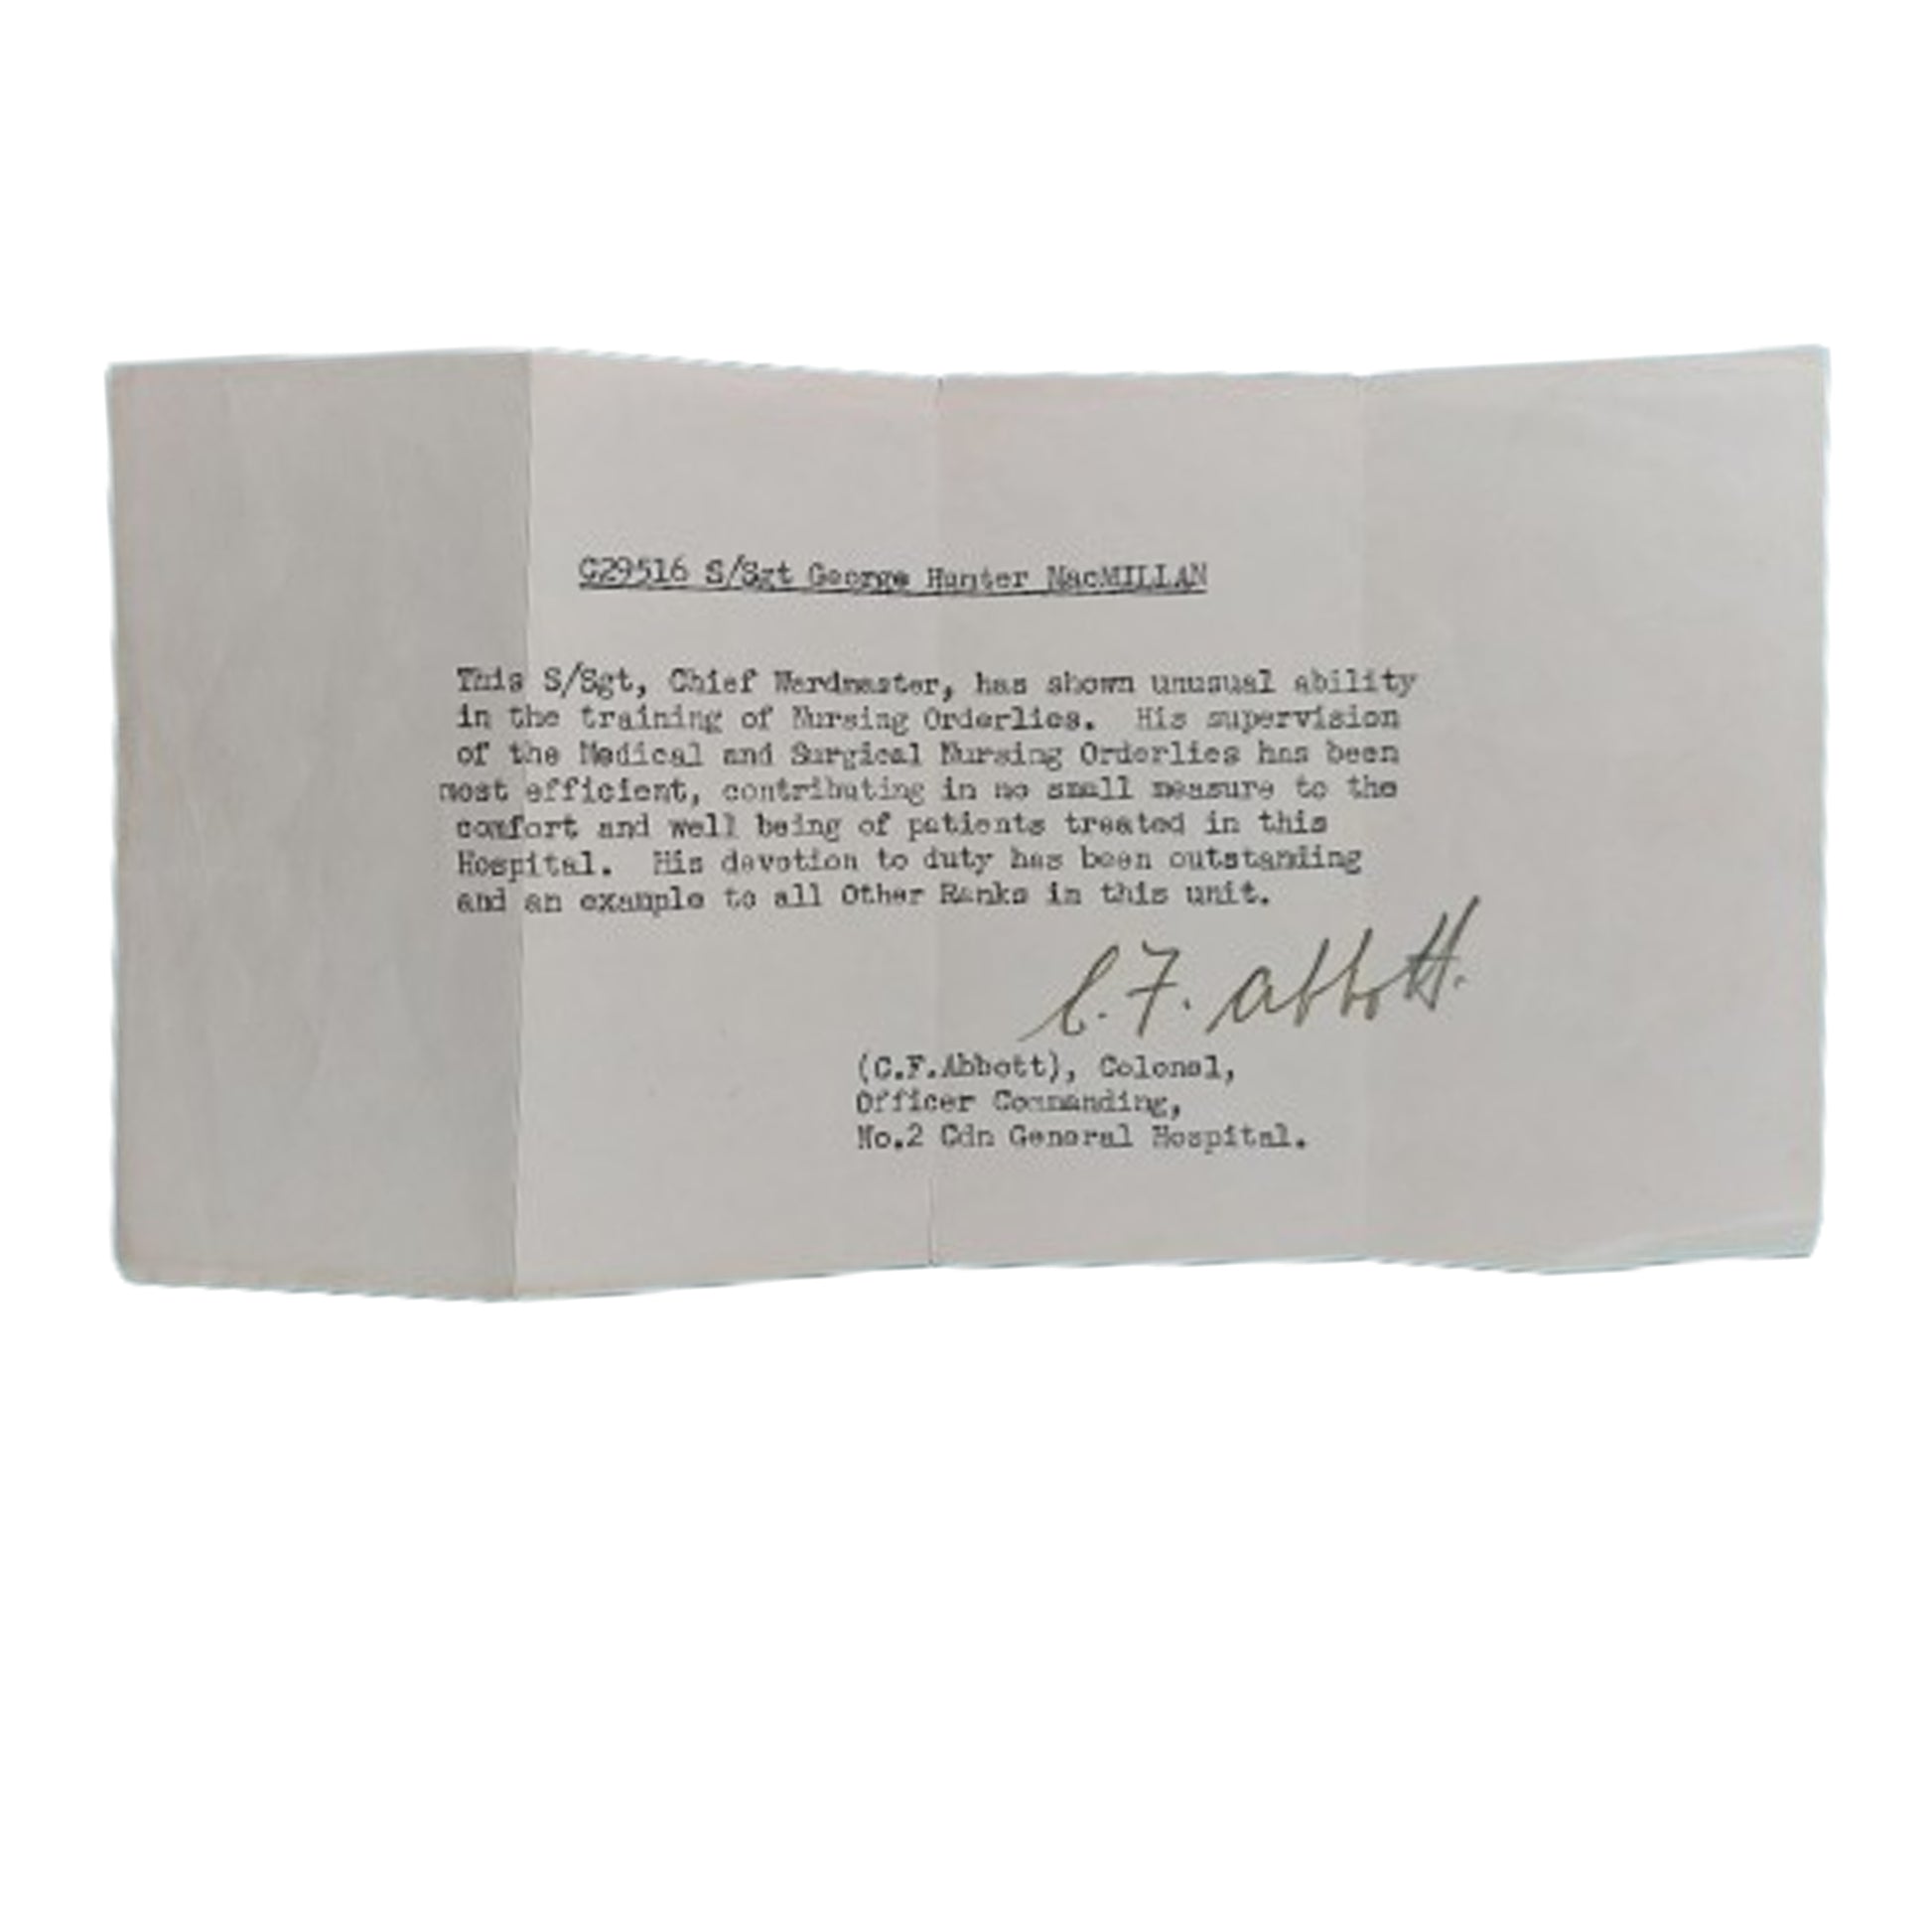 C29516 S/Sgt George Hunter MacMILLAN
This S/Sgt, Chief Wardmaster, has shown unusual ability
in the training of Nursing Orderlies. His supervision
of the Medical and Surgical Nursing Orderlies has been
most efficient, contributing in no small measure to the
comfort and well being of patients treated in this
Hospital. His devotion to duty has been outstanding
and an example to all Other Ranks in this unit.
C. F. Abbott.
(C.F.Abbott), Colonel,
Officer Commanding,
No.2 Cdn General Hospital.